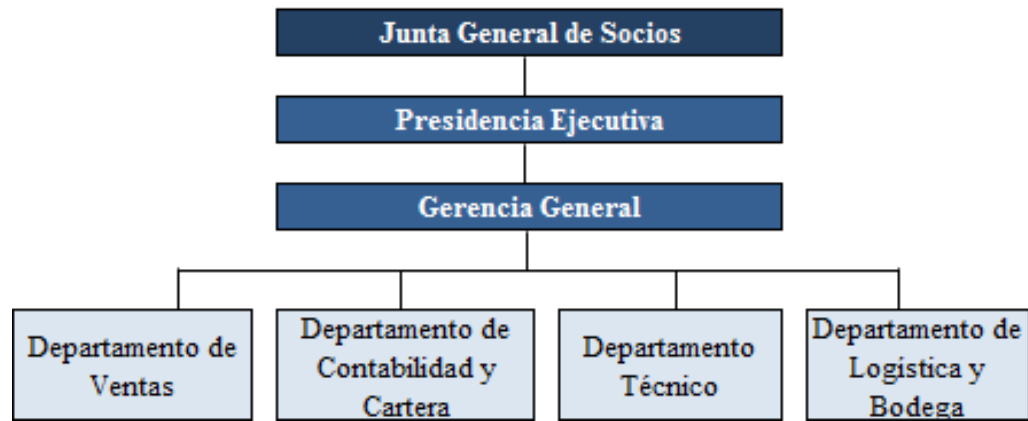 Junta General de Socios
Presidencia Ejecutiva
Gerencia General
Departamento de
Ventas
Departamento de
Contabilidad y
Cartera
Departamento
Técnico
Departamento de
Logística y
Bodega